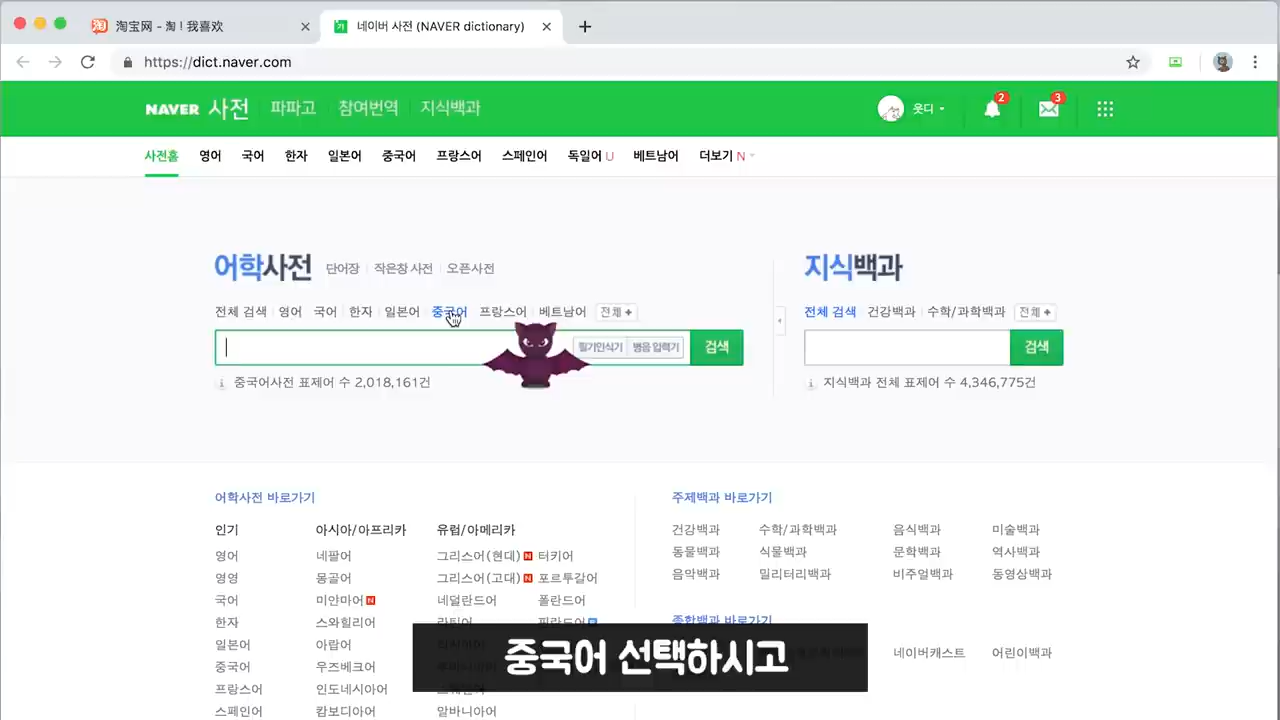 淘宝网 - 淘！我喜欢
네이버 사전 (NAVER dictionary)
https://dict.naver.com
NAVER 사전 파파고 참여번역 지식백과
웃디
2
3
사전홈 영어 국어 한자 일본어 중국어 프랑스어 스페인어 독일어 U 베트남어 더보기 N
어학사전 단어장 작은창 사전 오픈사전
전체 검색 영어 국어 한자 일본어 중국어 프랑스어 베트남어 전체
필기인식기 병음 입력기 검색
중국어사전 표제어 수 2,018,161건
지식백과
전체 검색 건강백과 수학/과학백과 전체
검색
지식백과 전체 표제어 수 4,346,775건
어학사전 바로가기
인기 아시아/아프리카 유럽/아메리카
영어 네팔어 그리스어(현대) N 터키어
영영 몽골어 그리스어(고대) N 포르투갈어
국어 미얀마어 N 네덜란드어 폴란드어
한자 스와힐리어 라틴어 핀란드어
일본어 아랍어
중국어 우즈베크어
프랑스어 인도네시아어
스페인어 캄보디아어 알바니아어
주제백과 바로가기
건강백과 수학/과학백과 음식백과 미술백과
동물백과 식물백과 문학백과 역사백과
음악백과 밀리터리백과 비주얼백과 동영상백과
종합백과 바로가기
네이버캐스트 어린이백과
중국어 선택하시고